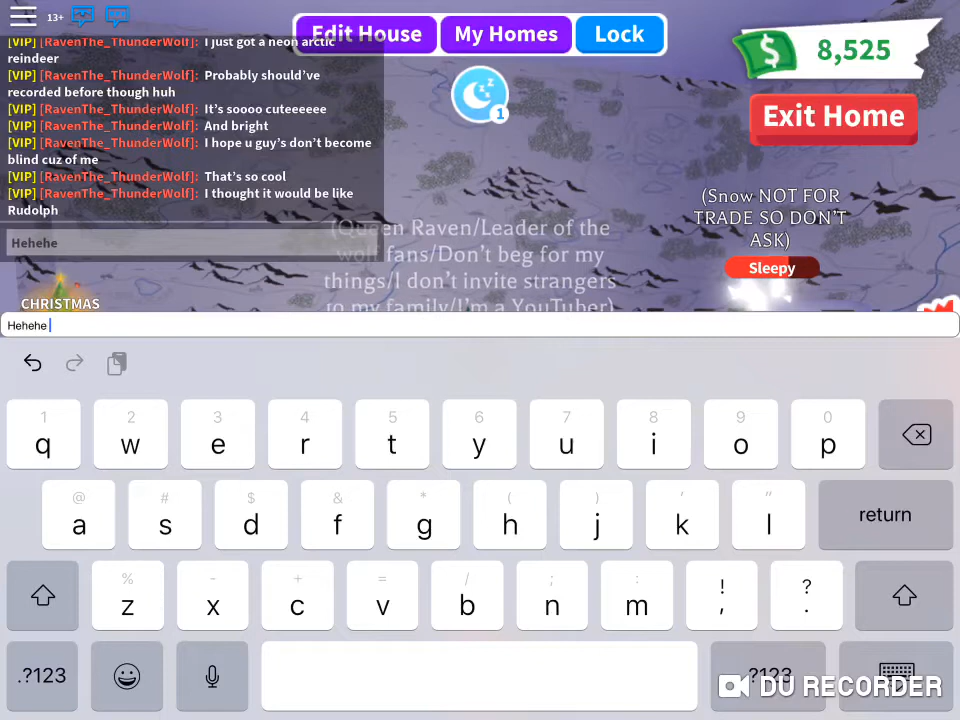 13+
Edit House
My Homes
Lock
8,525
Exit Home
1
[VIP] [RavenThe_ThunderWolf]: I just got a neon arctic
reindeer
[VIP] [RavenThe_ThunderWolf]: Probably should've
recorded before though huh
[VIP] [RavenThe_ThunderWolf]: It's soooo cuteeeeee
[VIP] [RavenThe_ThunderWolf]: And bright
[VIP] [RavenThe_ThunderWolf]: I hope u guy's don't become
blind cuz of me
[VIP] [RavenThe_ThunderWolf]: That's so cool
[VIP] [RavenThe_ThunderWolf]: I thought it would be like
Rudolph
Hehehe
(Queen Raven/Leader of the
wolf fans/Don't beg for my
things/I don't invite strangers
to my family/I'm a YouTuber)
(Snow NOT FOR
TRADE SO DON'T
ASK)
Sleepy
CHRISTMAS
Hehehe
1 2 3 4 5 6 7 8 9 0
q w e r t y u i o p
@ # $ & * ( ) ' "
a s d f g h j k l return
% - + = / ; : ! ?
z x c v b n m , .
.?123 .?123
DU RECORDER